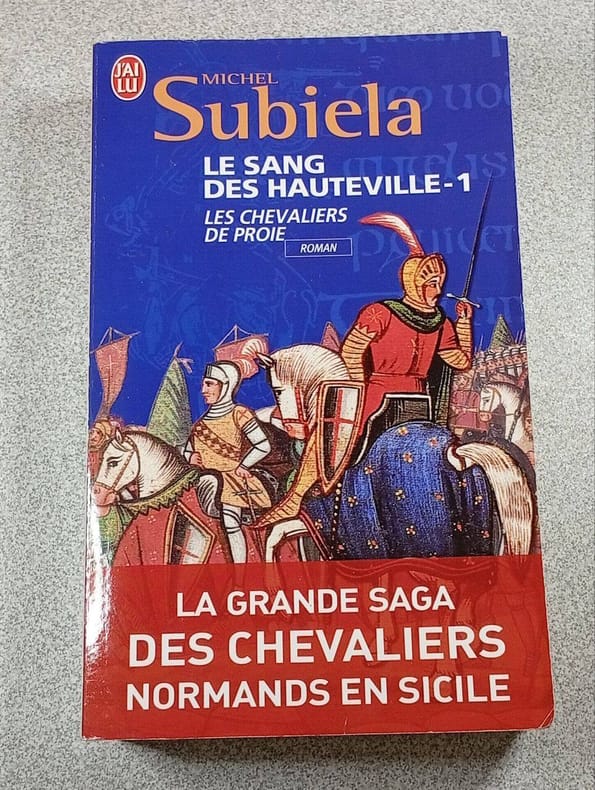 J'AI
LU
MICHEL
Subiela
LE SANG
DES HAUTEVILLE-1
LES CHEVALIERS
DE PROIE
ROMAN
LA GRANDE SAGA
DES CHEVALIERS
NORMANDS EN SICILE